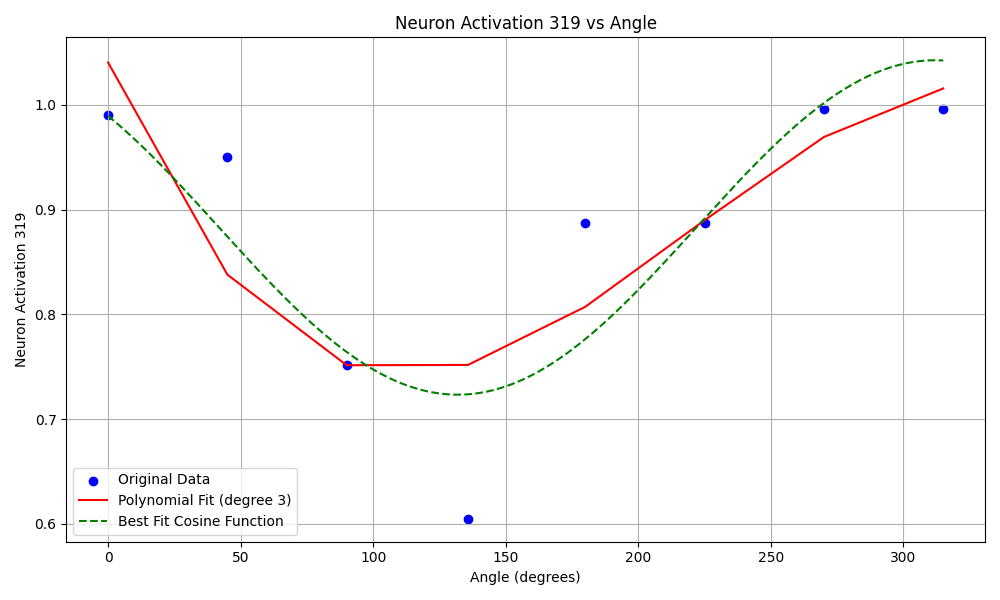 Neuron Activation 319 vs Angle
Neuron Activation 319
1.0
0.9
0.8
0.7
0.6
Original Data
Polynomial Fit (degree 3)
Best Fit Cosine Function
0 50 100 150 200 250 300
Angle (degrees)